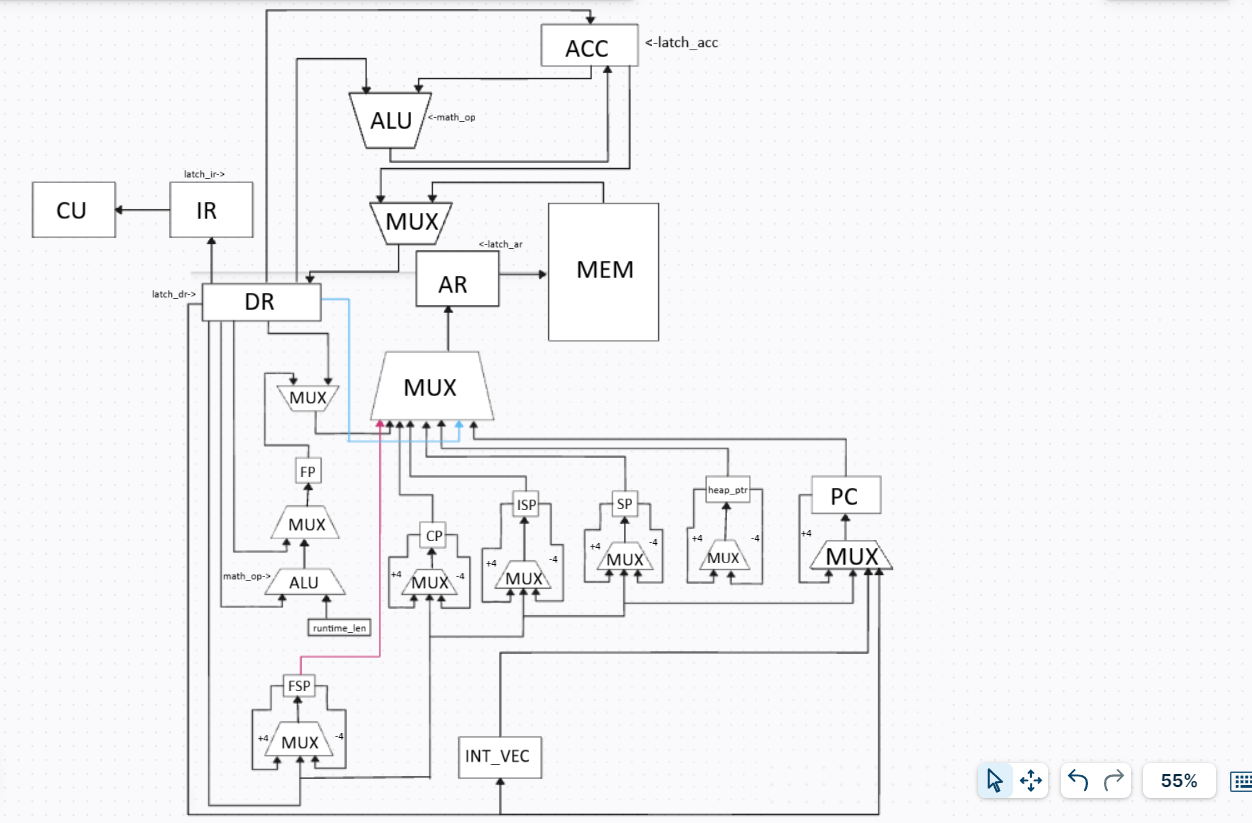 ACC
<-latch_acc
ALU
<-math_op
latch_ir->
CU
IR
MUX
<-latch_ar
MEM
AR
latch_dr->
DR
MUX
MUX
FP
heap_ptr
PC
ISP
SP
MUX
CP
+4
-4
+4
-4
+4
MUX
MUX
MUX
+4
-4
math_op->
ALU
+4
MUX
-4
MUX
runtime_len
FSP
+4
MUX
-4
INT_VEC
55%